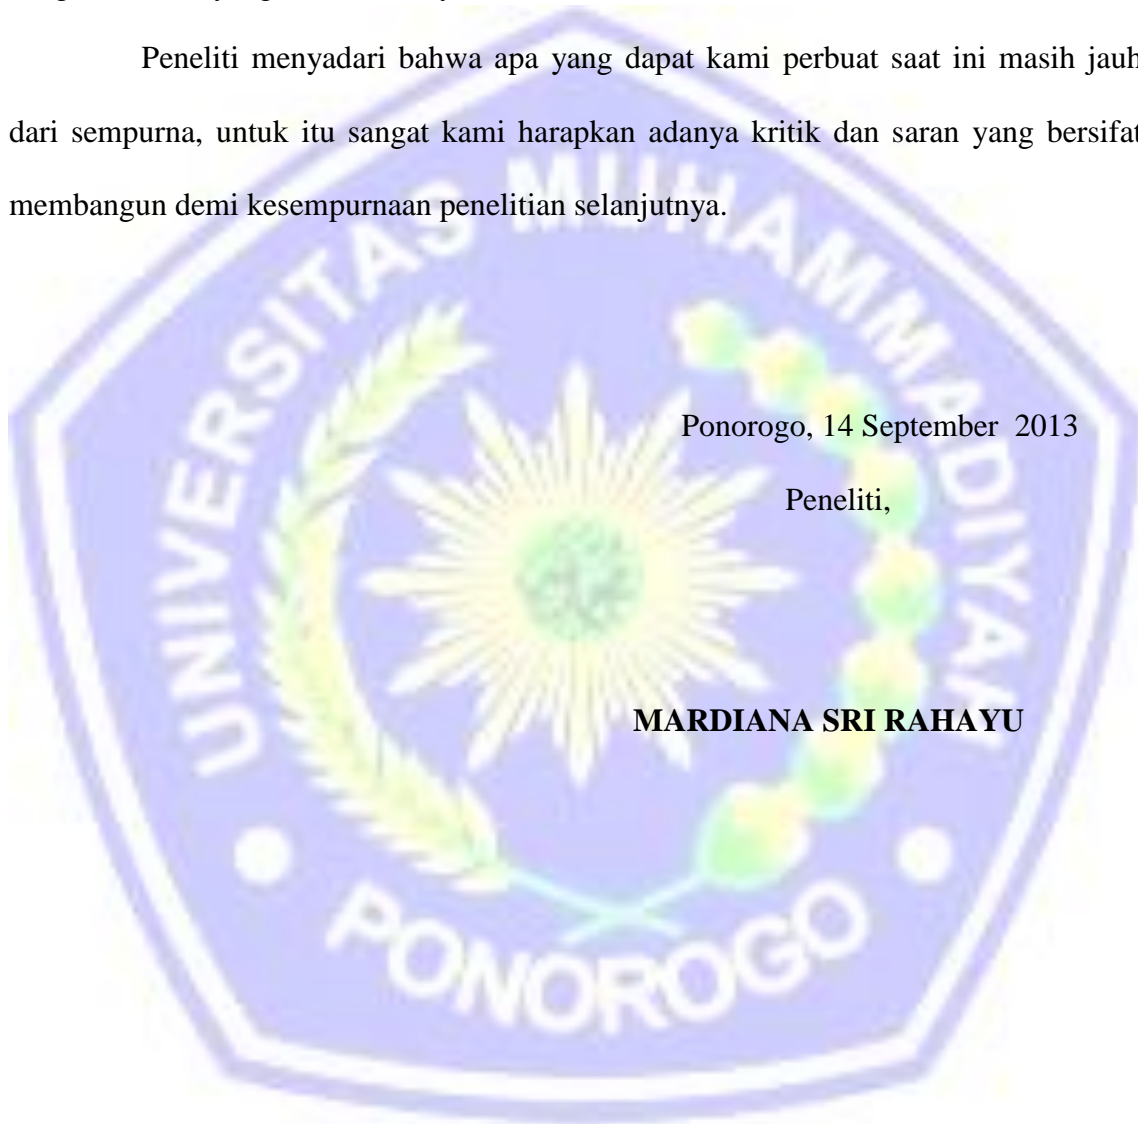 Peneliti menyadari bahwa apa yang dapat kami perbuat saat ini masih jauh
dari sempurna, untuk itu sangat kami harapkan adanya kritik dan saran yang bersifat
membangun demi kesempurnaan penelitian selanjutnya.
UNIVERSITAS MUHAMMADIYAH
Ponorogo, 14 September 2013
Peneliti,
MARDIANA SRI RAHAYU
PONOROGO